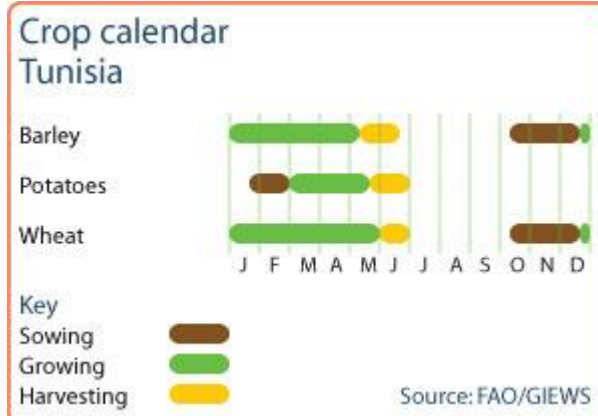 Crop calendar
Tunisia
Barley
Potatoes
Wheat
J F M A M J J A S O N D
Key
Sowing
Growing
Harvesting
Source: FAO/GIEWS